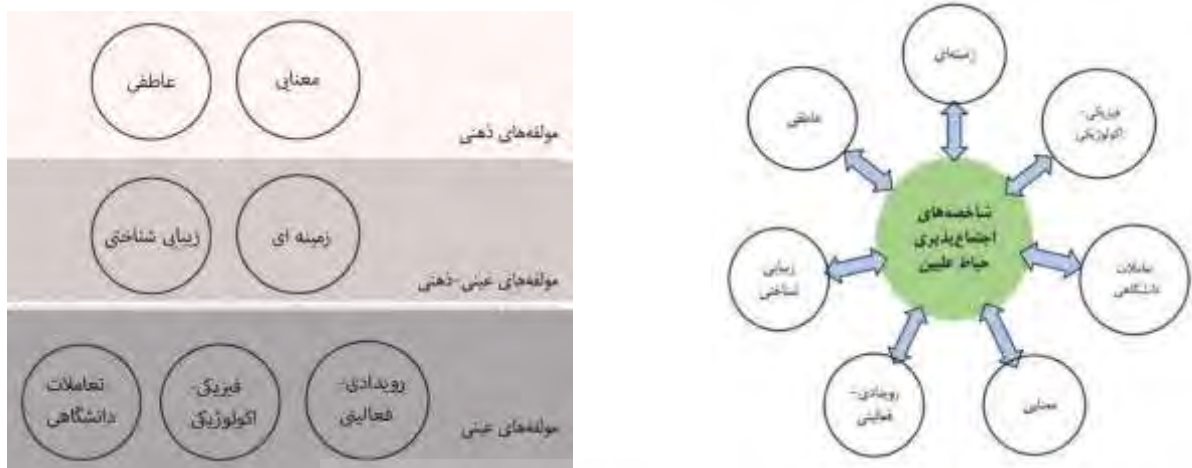 معنایی
عاطفی
مولفه‌های ذهنی
زمینه ای
زیبایی شناختی
مولفه‌های عینی-ذهنی
رویدادی-
فعالیتی
فیزیکی-
اکولوژیکی
تعاملات
دانشگاهی
مولفه‌های عینی
زمینه‌ای
فیزیکی-
اکولوژیکی
تعاملات
دانشگاهی
معنایی
رویدادی-
فعالیتی
زیبایی
شناختی
عاطفی
شاخصه‌های
اجتماع‌پذیری
حیاط علیین